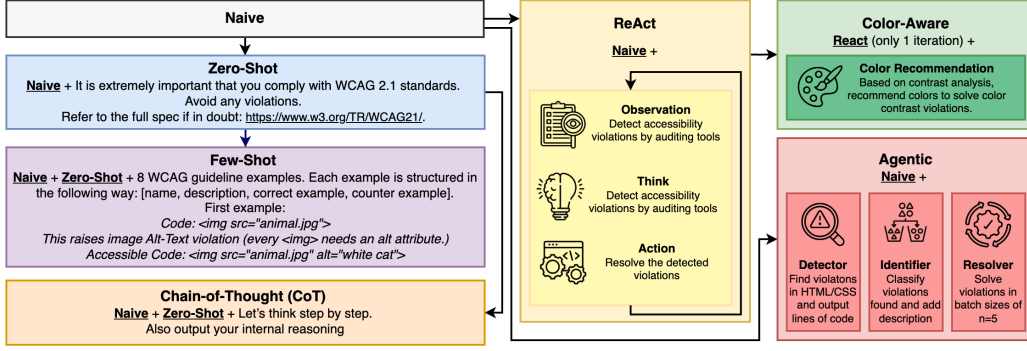 Naive
Zero-Shot
Naive + It is extremely important that you comply with WCAG 2.1 standards.
Avoid any violations.
Refer to the full spec if in doubt: https://www.w3.org/TR/WCAG21/.
Few-Shot
Naive + Zero-Shot + 8 WCAG guideline examples. Each example is structured in
the following way: [name, description, correct example, counter example].
First example:
Code: <img src="animal.jpg">
This raises image Alt-Text violation (every <img> needs an alt attribute.)
Accessible Code: <img src="animal.jpg" alt="white cat">
Chain-of-Thought (CoT)
Naive + Zero-Shot + Let's think step by step.
Also output your internal reasoning
ReAct
Naive +
Observation
Detect accessibility
violations by auditing tools
Think
Detect accessibility
violations by auditing tools
Action
Resolve the detected
violations
Color-Aware
React (only 1 iteration) +
Color Recommendation
Based on contrast analysis,
recommend colors to solve color
contrast violations.
Agentic
Naive +
Detector
Find violatons
in HTML/CSS
and output
lines of code
Identifier
Classify
violations
found and add
description
Resolver
Solve
violations in
batch sizes of
n=5